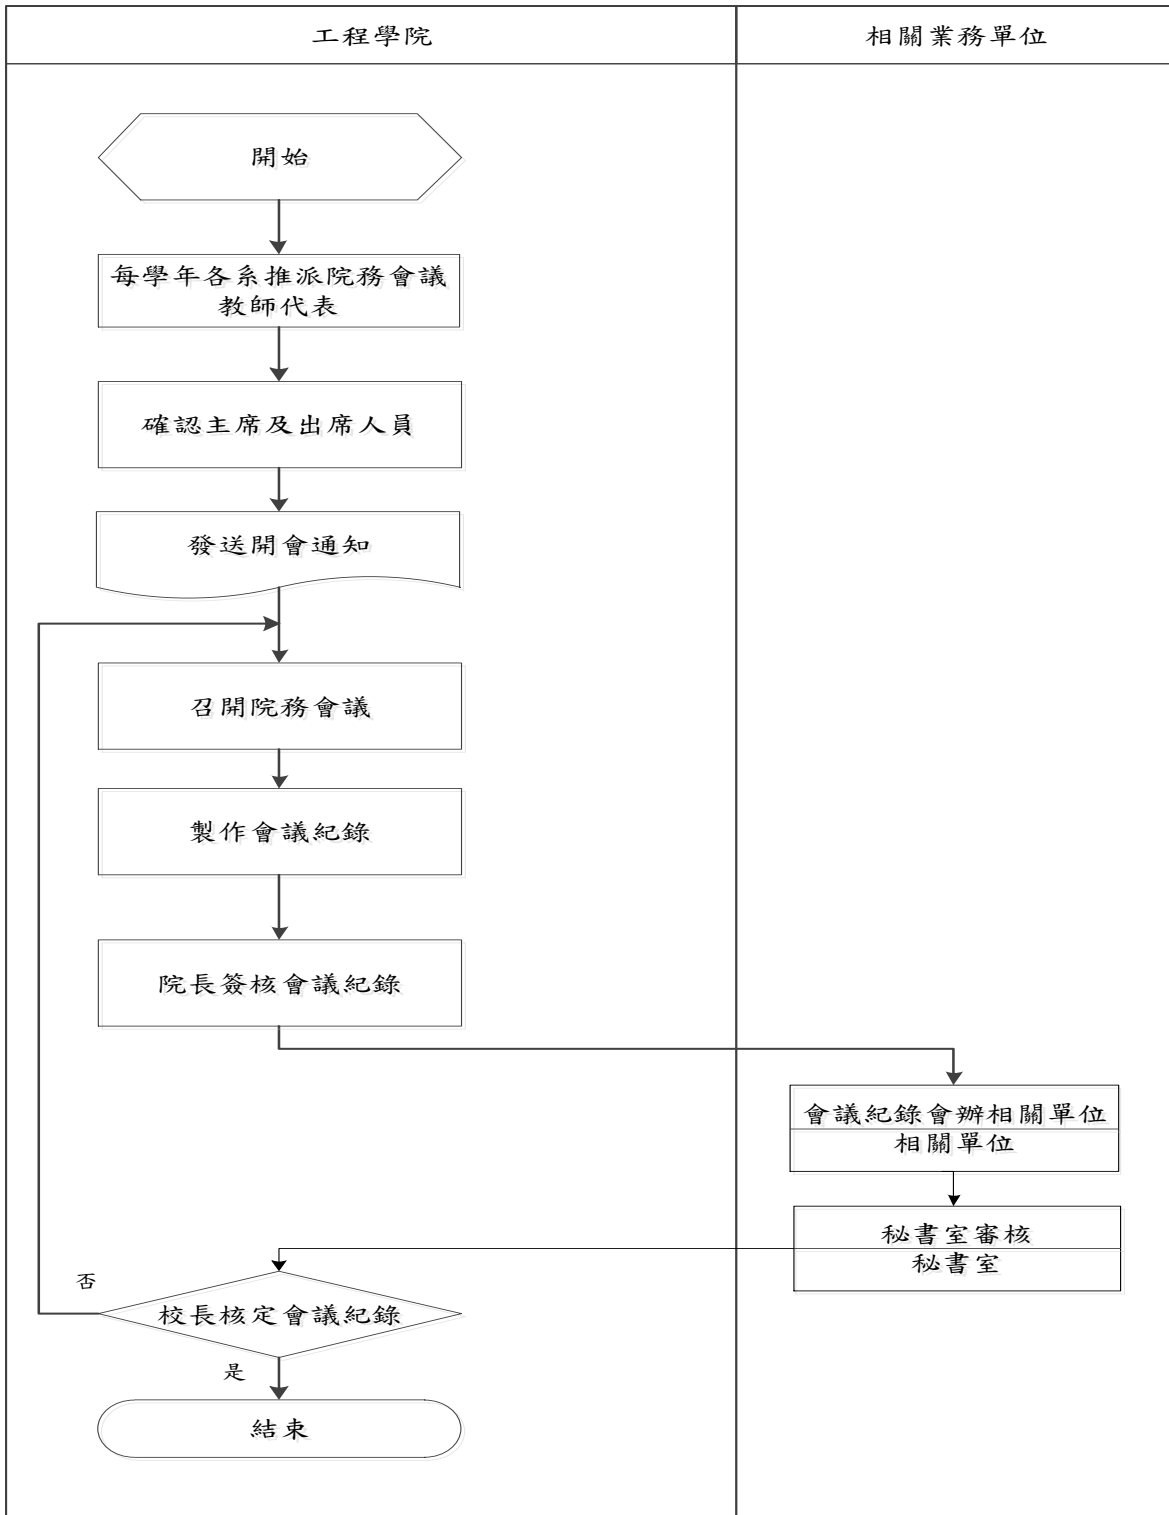 工程學院
相關業務單位
開始
每學年各系推派院務會議
教師代表
確認主席及出席人員
發送開會通知
召開院務會議
製作會議紀錄
院長簽核會議紀錄
會議紀錄會辦相關單位
相關單位
秘書室審核
秘書室
否
校長核定會議紀錄
是
結束